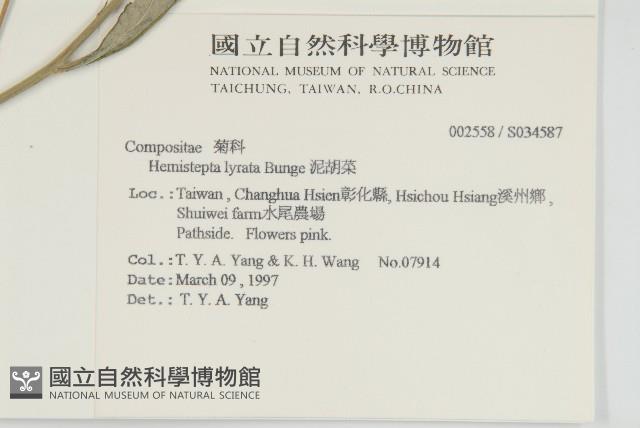 國立自然科學博物館
NATIONAL MUSEUM OF NATURAL SCIENCE
TAICHUNG, TAIWAN, R.O.CHINA
002558 / S034587
Compositae 菊科
Hemistepta lyrata Bunge 泥胡菜
Loc.: Taiwan , Changhua Hsien彰化縣, Hsichou Hsiang溪州鄉 ,
Shuiwei farm水尾農場
Pathside. Flowers pink.
Col.: T. Y. A. Yang & K. H. Wang No.07914
Date: March 09 , 1997
Det.: T. Y. A. Yang
國立自然科學博物館
NATIONAL MUSEUM OF NATURAL SCIENCE